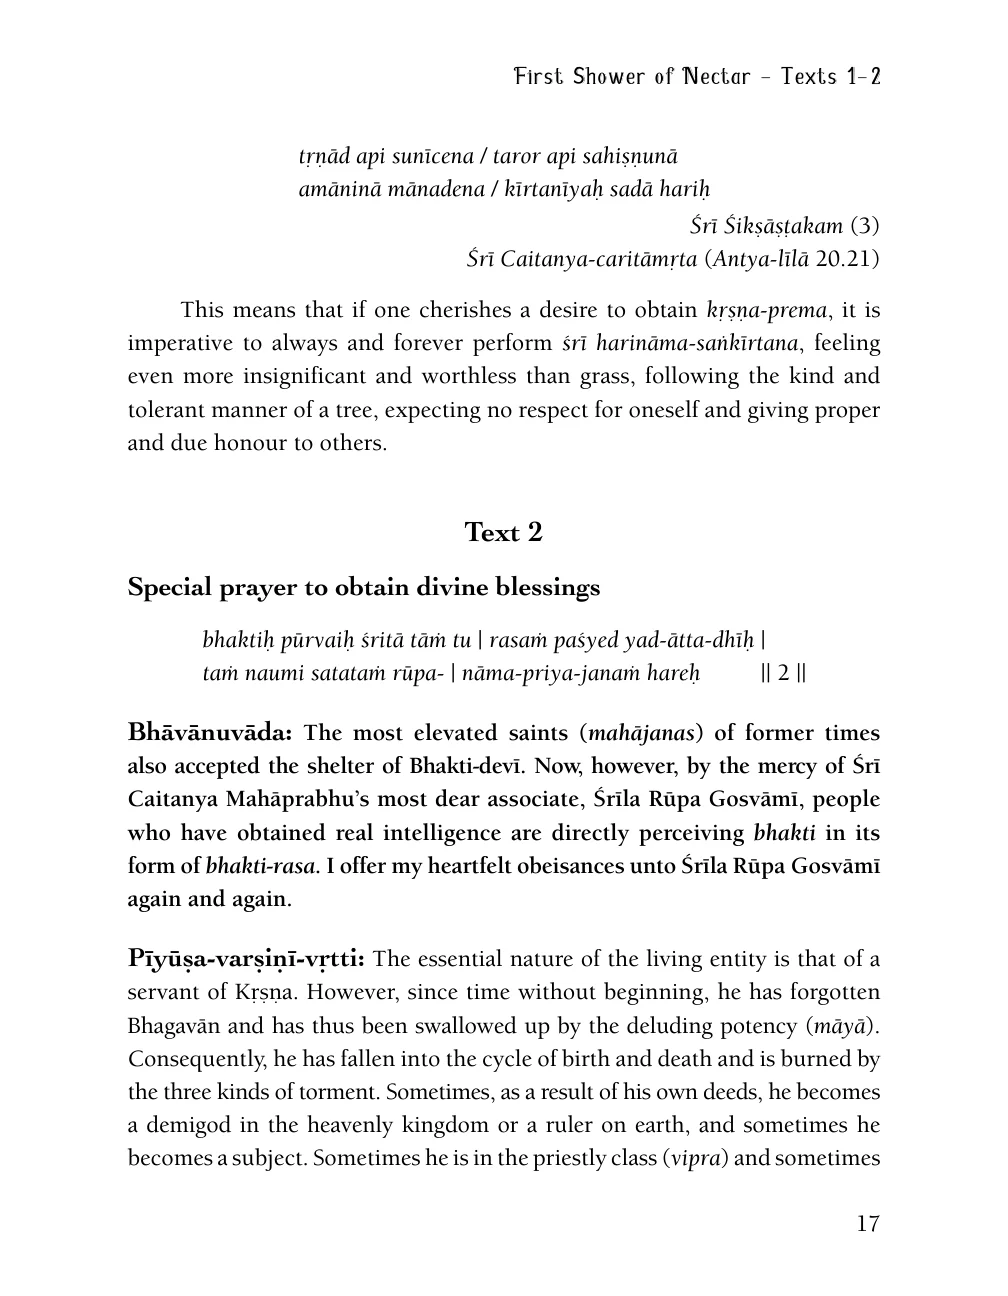 First Shower of Nectar – Texts 1–2
tṛṇād api sunīcena / taror api sahiṣṇunā
amāninā mānadena / kīrtanīyaḥ sadā hariḥ
Śrī Śikṣāṣṭakam (3)
Śrī Caitanya-caritāmṛta (Antya-līlā 20.21)
This means that if one cherishes a desire to obtain kṛṣṇa-prema, it is
imperative to always and forever perform śrī harināma-saṅkīrtana, feeling
even more insignificant and worthless than grass, following the kind and
tolerant manner of a tree, expecting no respect for oneself and giving proper
and due honour to others.
Text 2
Special prayer to obtain divine blessings
bhaktiḥ pūrvaiḥ śritā tāṁ tu | rasaṁ paśyed yad-ātta-dhīḥ |
taṁ naumi satataṁ rūpa- | nāma-priya-janaṁ hareḥ || 2 ||
Bhāvānuvāda: The most elevated saints (mahājanas) of former times
also accepted the shelter of Bhakti-devī. Now, however, by the mercy of Śrī
Caitanya Mahāprabhu’s most dear associate, Śrīla Rūpa Gosvāmī, people
who have obtained real intelligence are directly perceiving bhakti in its
form of bhakti-rasa. I offer my heartfelt obeisances unto Śrīla Rūpa Gosvāmī
again and again.
Pīyūṣa-varṣiṇī-vṛtti: The essential nature of the living entity is that of a
servant of Kṛṣṇa. However, since time without beginning, he has forgotten
Bhagavān and has thus been swallowed up by the deluding potency (māyā).
Consequently, he has fallen into the cycle of birth and death and is burned by
the three kinds of torment. Sometimes, as a result of his own deeds, he becomes
a demigod in the heavenly kingdom or a ruler on earth, and sometimes he
becomes a subject. Sometimes he is in the priestly class (vipra) and sometimes
17